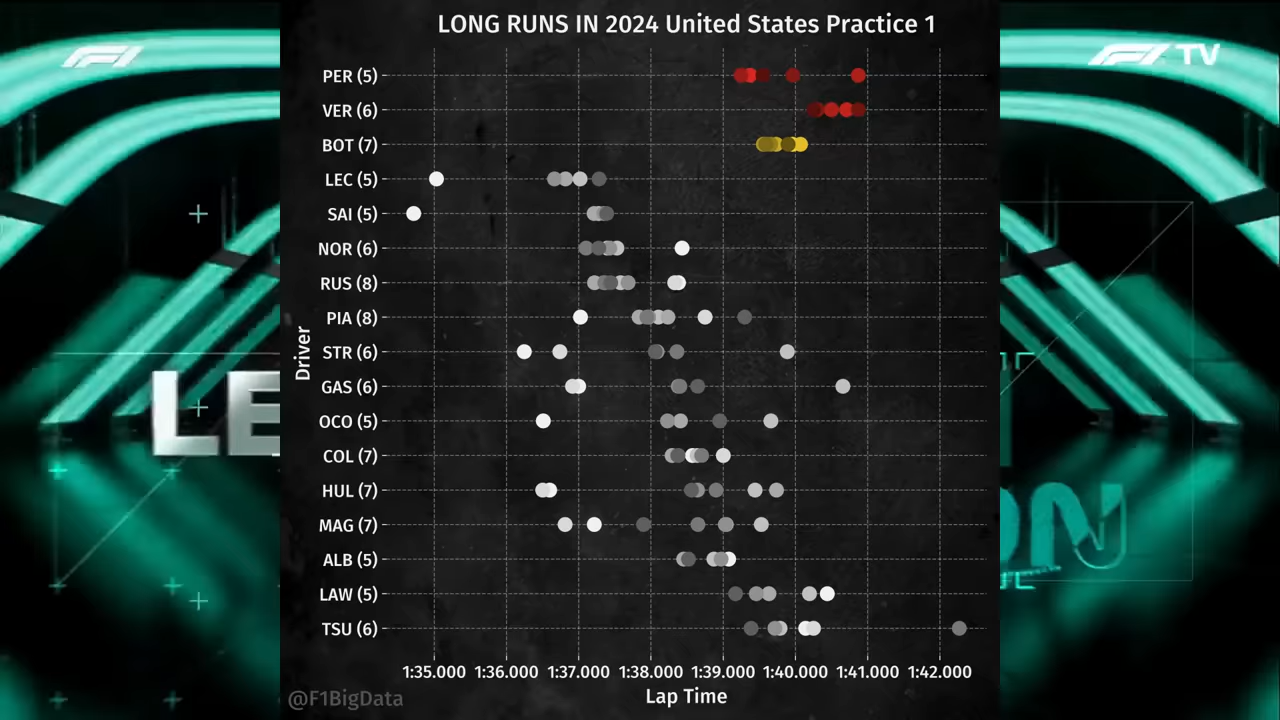 LONG RUNS IN 2024 United States Practice 1
F1
F1 TV
PER (5)
VER (6)
BOT (7)
LEC (5)
SAI (5)
NOR (6)
RUS (8)
PIA (8)
STR (6)
GAS (6)
OCO (5)
COL (7)
HUL (7)
MAG (7)
ALB (5)
LAW (5)
TSU (6)
Driver
LE
ON
1:35.000 1:36.000 1:37.000 1:38.000 1:39.000 1:40.000 1:41.000 1:42.000
Lap Time
@F1BigData